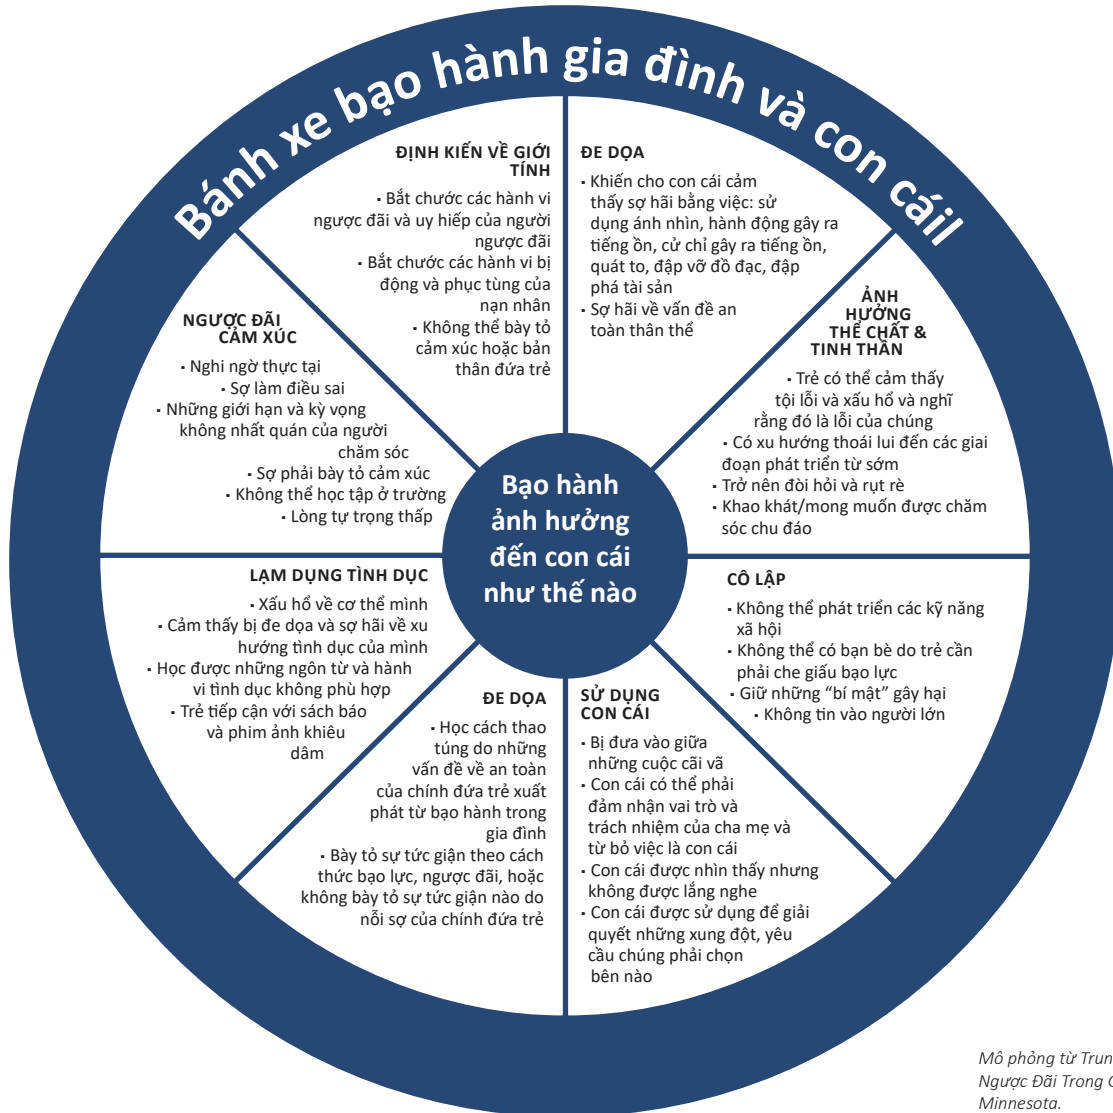 Bánh xe bạo hành gia đình và con cáil
ĐỊNH KIẾN VỀ GIỚI
TÍNH
▪ Bắt chước các hành vi
ngược đãi và uy hiếp của người
ngược đãi
▪ Bắt chước các hành vi bị
động và phục tùng của
nạn nhân
▪ Không thể bày tỏ
cảm xúc hoặc bản
thân đứa trẻ
ĐE DỌA
▪ Khiến cho con cái cảm
thấy sợ hãi bằng việc: sử
dụng ánh nhìn, hành động gây ra
tiếng ồn, cử chỉ gây ra tiếng ồn,
quát to, đập vỡ đồ đạc, đập
phá tài sản
▪ Sợ hãi về vấn đề an
toàn thân thể
ẢNH
HƯỞNG
THỂ CHẤT &
TINH THẦN
▪ Trẻ có thể cảm thấy
tội lỗi và xấu hổ và nghĩ
rằng đó là lỗi của chúng
▪ Có xu hướng thoái lui đến các giai
đoạn phát triển từ sớm
▪ Trở nên đòi hỏi và rụt rè
▪ Khao khát/mong muốn được chăm
sóc chu đáo
CÔ LẬP
▪ Không thể phát triển các kỹ năng
xã hội
▪ Không thể có bạn bè do trẻ cần
phải che giấu bạo lực
▪ Giữ những “bí mật” gây hại
▪ Không tin vào người lớn
SỬ DỤNG
CON CÁI
▪ Bị đưa vào giữa
những cuộc cãi vã
▪ Con cái có thể phải
đảm nhận vai trò và
trách nhiệm của cha mẹ và
từ bỏ việc là con cái
▪ Con cái được nhìn thấy nhưng
không được lắng nghe
▪ Con cái được sử dụng để giải
quyết những xung đột, yêu
cầu chúng phải chọn
bên nào
ĐE DỌA
▪ Học cách thao
túng do những
vấn đề về an toàn
của chính đứa trẻ xuất
phát từ bạo hành trong
gia đình
▪ Bày tỏ sự tức giận theo cách
thức bạo lực, ngược đãi, hoặc
không bày tỏ sự tức giận nào do
nỗi sợ của chính đứa trẻ
LẠM DỤNG TÌNH DỤC
▪ Xấu hổ về cơ thể mình
▪ Cảm thấy bị đe dọa và sợ hãi về xu
hướng tình dục của mình
▪ Học được những ngôn từ và hành
vi tình dục không phù hợp
▪ Trẻ tiếp cận với sách báo
và phim ảnh khiêu
dâm
NGƯỢC ĐÃI
CẢM XÚC
▪ Nghi ngờ thực tại
▪ Sợ làm điều sai
▪ Những giới hạn và kỳ vọng
không nhất quán của người
chăm sóc
▪ Sợ phải bày tỏ cảm xúc
▪ Không thể học tập ở trường
▪ Lòng tự trọng thấp
Bạo hành
ảnh hưởng
đến con cái
như thế nào
Mô phỏng từ
Ngược Đãi Trong
Minnesota.